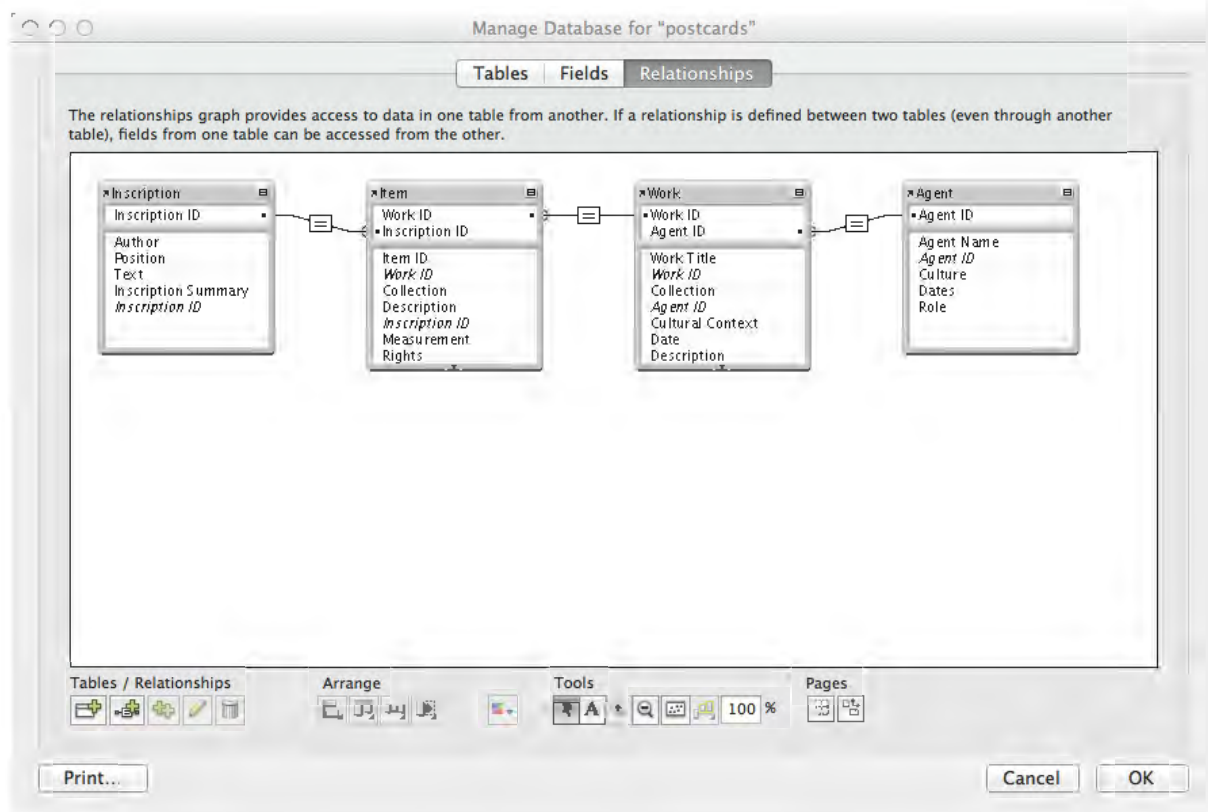 Manage Database for “postcards”
Tables Fields Relationships
The relationships graph provides access to data in one table from another. If a relationship is defined between two tables (even through another
table), fields from one table can be accessed from the other.
Inscription
Inscription ID
Author
Position
Text
Inscription Summary
Inscription ID
Item
Work ID
Inscription ID
Item ID
Work ID
Collection
Description
Inscription ID
Measurement
Rights
Work
Work ID
Agent ID
Work Title
Work ID
Collection
Agent ID
Cultural Context
Date
Description
Agent
Agent ID
Agent Name
Agent ID
Culture
Dates
Role
Tables / Relationships
Arrange
Tools
A
100 %
Pages
Print...
Cancel
OK